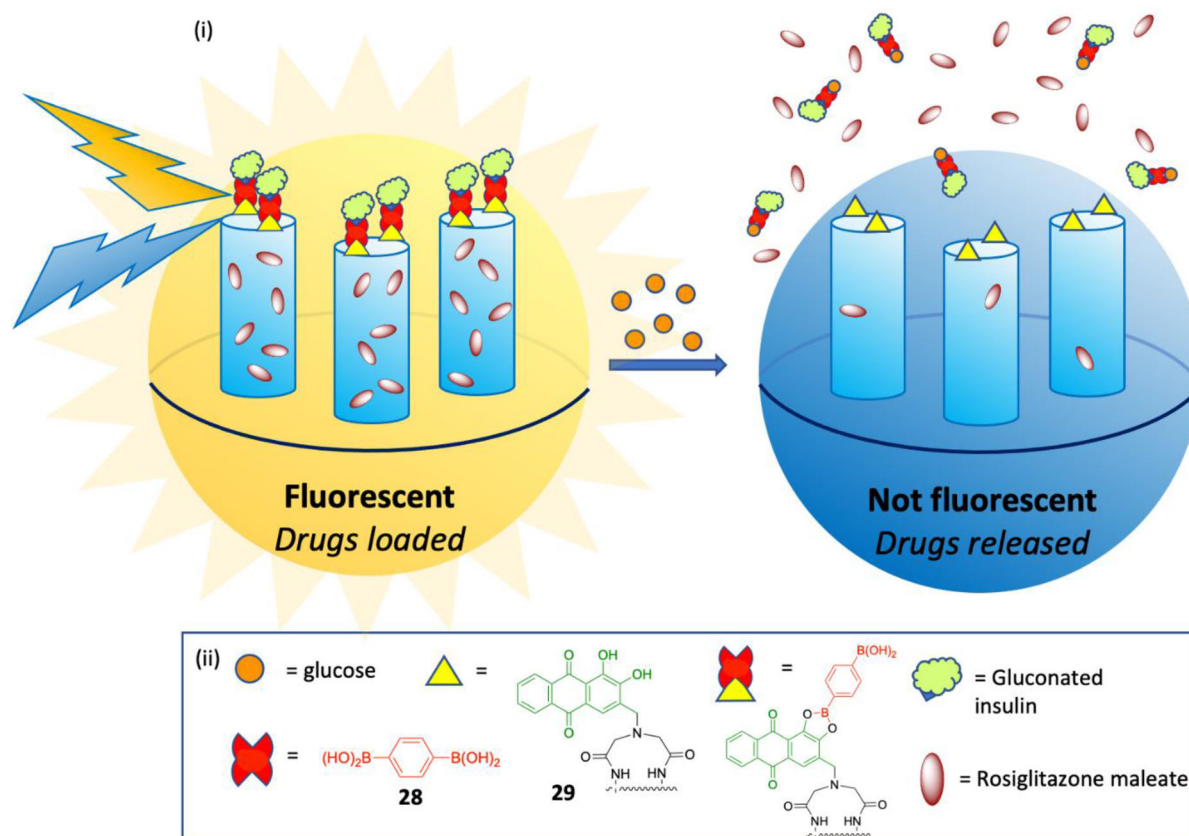 (i)
Fluorescent
Drugs loaded
Not fluorescent
Drugs released
(ii)
= glucose
=
O
OH
OH
O
N
O
O
NH
NH
29
=
B(OH)₂
O
B
O
O
O
N
O
O
NH
HN
= Gluconated
insulin
=
(HO)₂B
B(OH)₂
28
= Rosiglitazone maleate